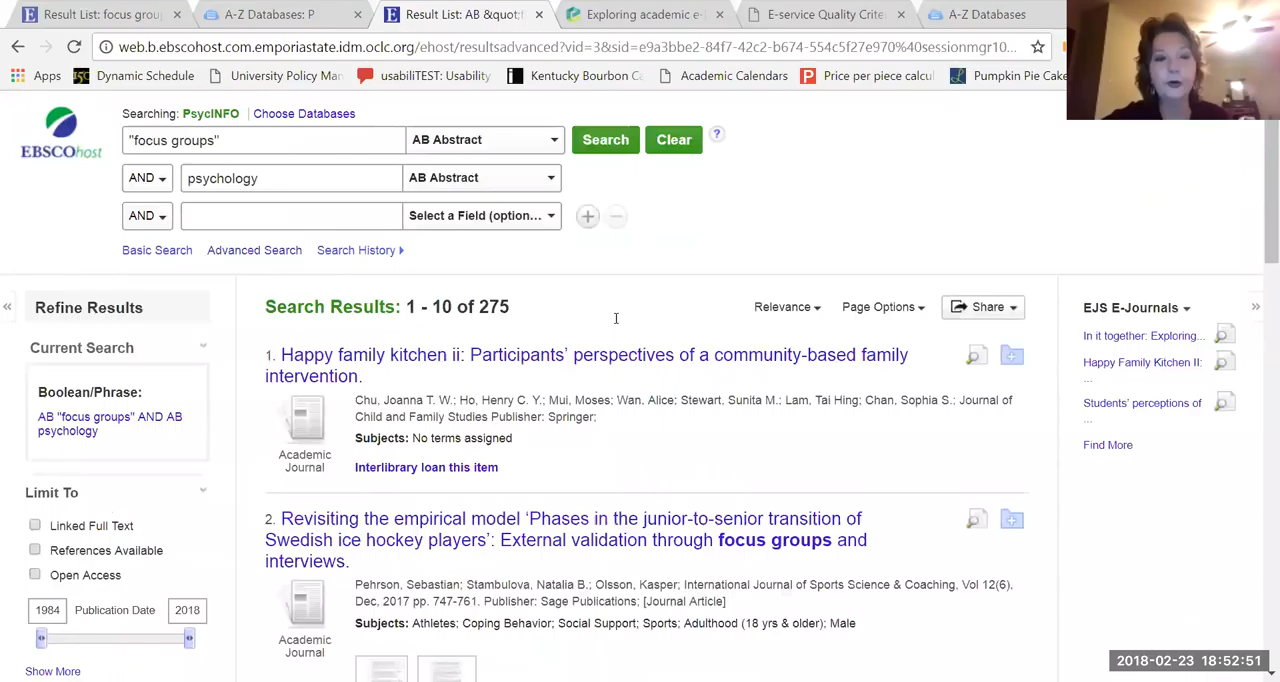 Result List: focus grou
A-Z Databases: P
Result List: AB &quot;
Exploring academic e-
E-service Quality Crite
A-Z Databases
web.b.ebscohost.com.emporiastate.idm.oclc.org/ehost/resultsadvanced?vid=3&sid=e9a3bbe2-84f7-42c2-b674-554c5f27e970%40sessionmgr10...
Apps
Dynamic Schedule
University Policy Man
usabiliTEST: Usability
Kentucky Bourbon C
Academic Calendars
Price per piece calcul
Pumpkin Pie Cake
EBSCOhost
Searching: PsycINFO Choose Databases
"focus groups" AB Abstract Search Clear ?
AND psychology AB Abstract
AND Select a Field (option...
Basic Search Advanced Search Search History
Refine Results
Current Search
Boolean/Phrase:
AB "focus groups" AND AB
psychology
Limit To
Linked Full Text
References Available
Open Access
1984 Publication Date 2018
Show More
Search Results: 1 - 10 of 275
Relevance Page Options Share
1. Happy family kitchen ii: Participants' perspectives of a community-based family
intervention.
Chu, Joanna T. W.; Ho, Henry C. Y.; Mui, Moses; Wan, Alice; Stewart, Sunita M.; Lam, Tai Hing; Chan, Sophia S.; Journal of
Child and Family Studies Publisher: Springer;
Subjects: No terms assigned
Academic
Journal
Interlibrary loan this item
2. Revisiting the empirical model 'Phases in the junior-to-senior transition of
Swedish ice hockey players': External validation through focus groups and
interviews.
Pehrson, Sebastian; Stambulova, Natalia B.; Olsson, Kasper; International Journal of Sports Science & Coaching, Vol 12(6),
Dec, 2017 pp. 747-761. Publisher: Sage Publications; [Journal Article]
Subjects: Athletes; Coping Behavior; Social Support; Sports; Adulthood (18 yrs & older); Male
Academic
Journal
EJS E-Journals
In it together: Exploring...
Happy Family Kitchen II:
...
Students' perceptions of
...
Find More
2018-02-23 18:52:51